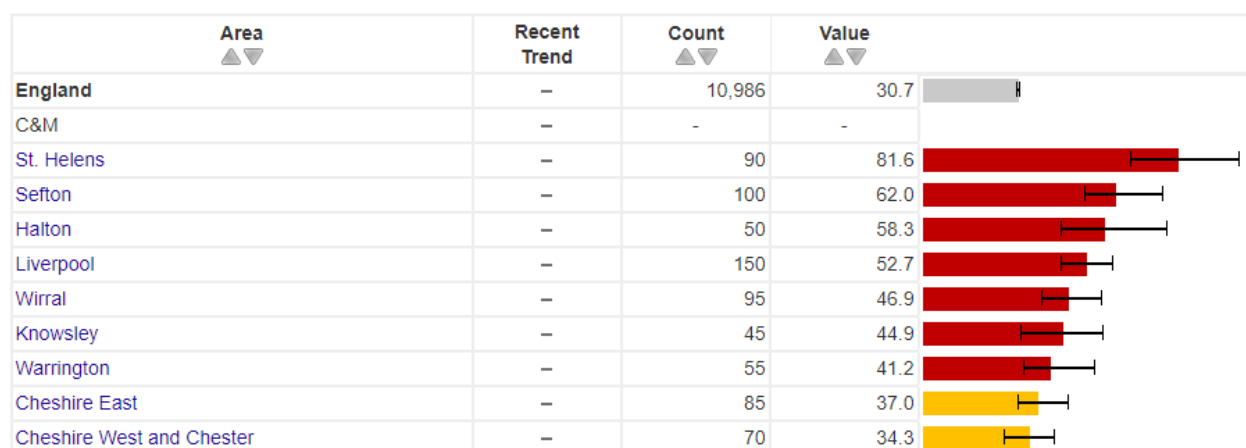 Area Recent Trend Count Value
England – 10,986 30.7
C&M – - -
St. Helens – 90 81.6
Sefton – 100 62.0
Halton – 50 58.3
Liverpool – 150 52.7
Wirral – 95 46.9
Knowsley – 45 44.9
Warrington – 55 41.2
Cheshire East – 85 37.0
Cheshire West and Chester – 70 34.3